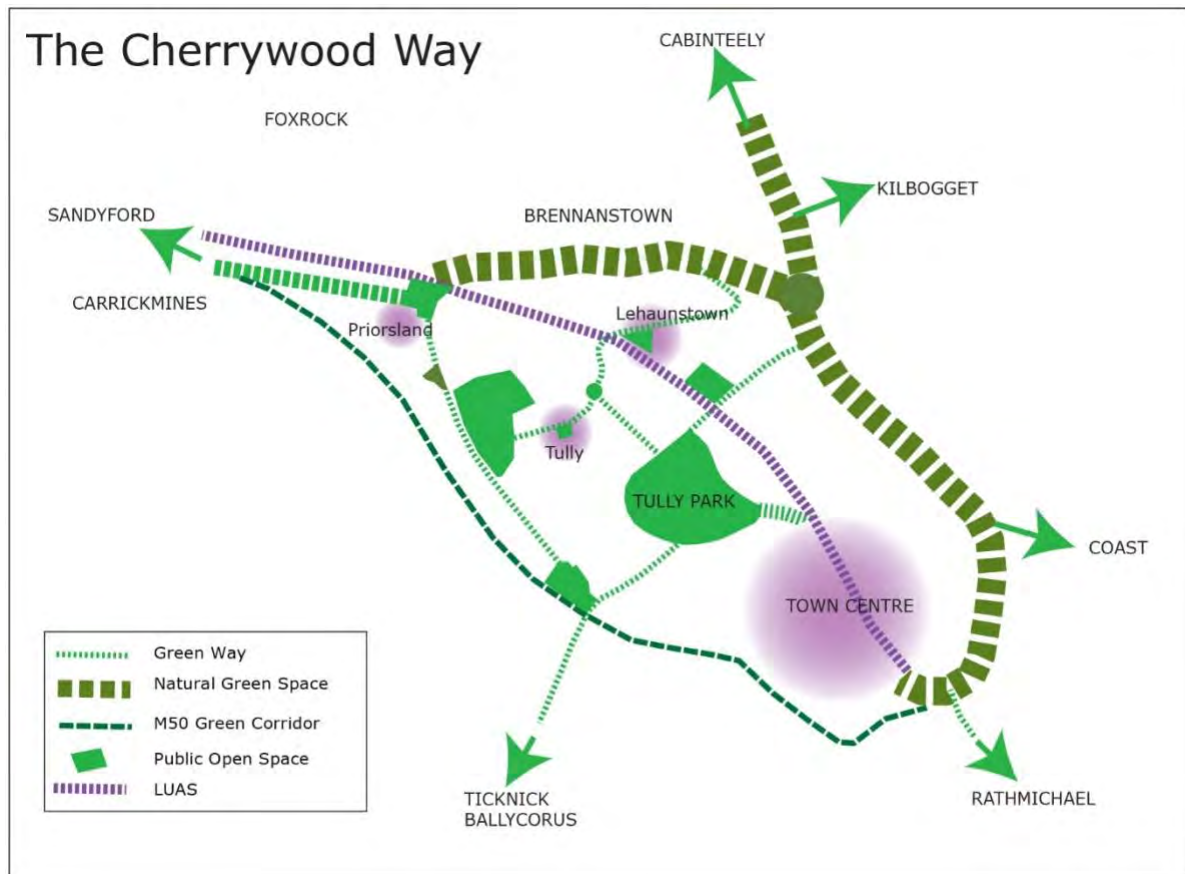 The Cherrywood Way
CABINTEELY
FOXROCK
KILBOGGET
SANDYFORD
BRENNANSTOWN
CARRICKMINES
Lehaunstown
Priorsland
Tully
TULLY PARK
COAST
TOWN CENTRE
Green Way
Natural Green Space
M50 Green Corridor
Public Open Space
LUAS
TICKNICK
BALLYCORUS
RATHMICHAEL